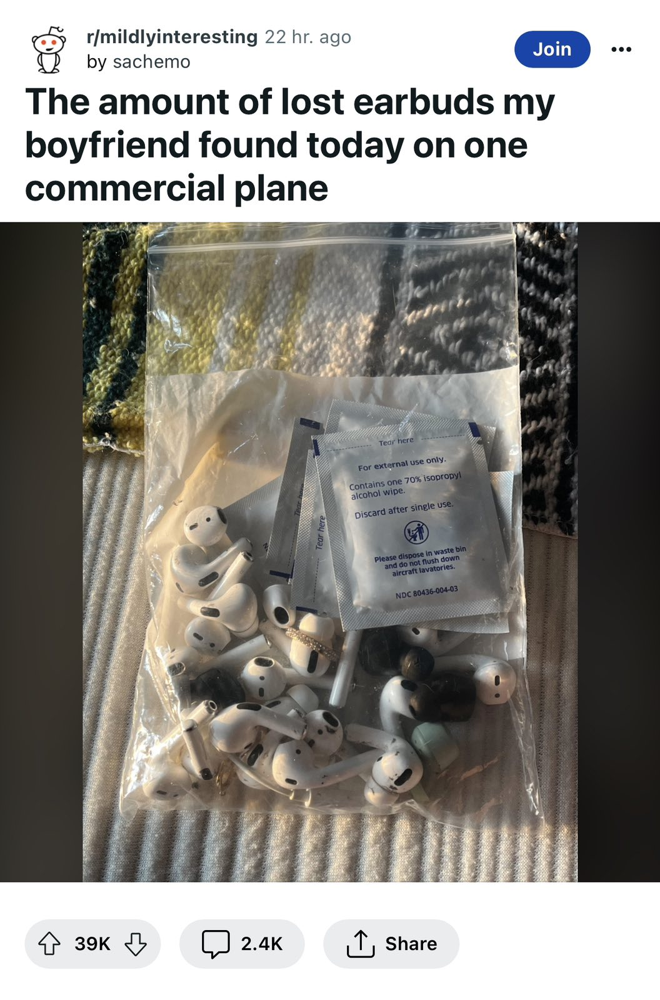 r/mildlyinteresting 22 hr. ago
by sachemo
Join
The amount of lost earbuds my
boyfriend found today on one
commercial plane
Tear here
For external use only.
Contains one 70% isopropyl
alcohol wipe.
Discard after single use.
Please dispose in waste bin
and do not flush down
aircraft lavatories.
NDC 80436-004-03
Tear here
Tear here
39K
2.4K
Share